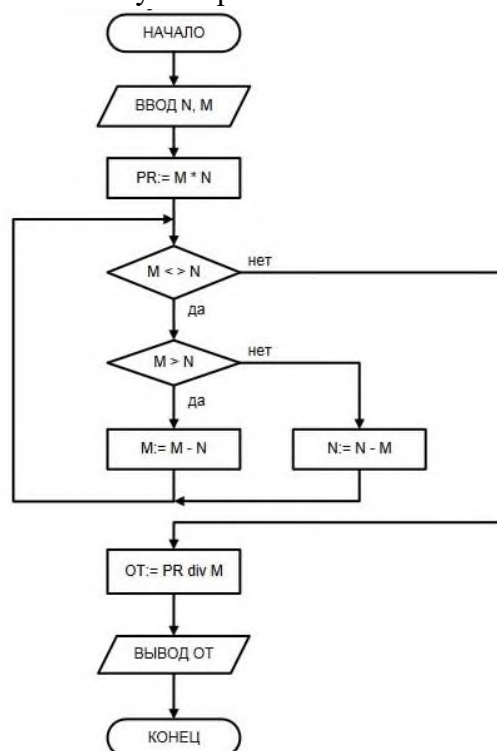 НАЧАЛО
ВВОД N, M
PR:= M * N
M < > N
нет
да
M > N
нет
да
M:= M - N
N:= N - M
OT:= PR div M
ВЫВОД OT
КОНЕЦ